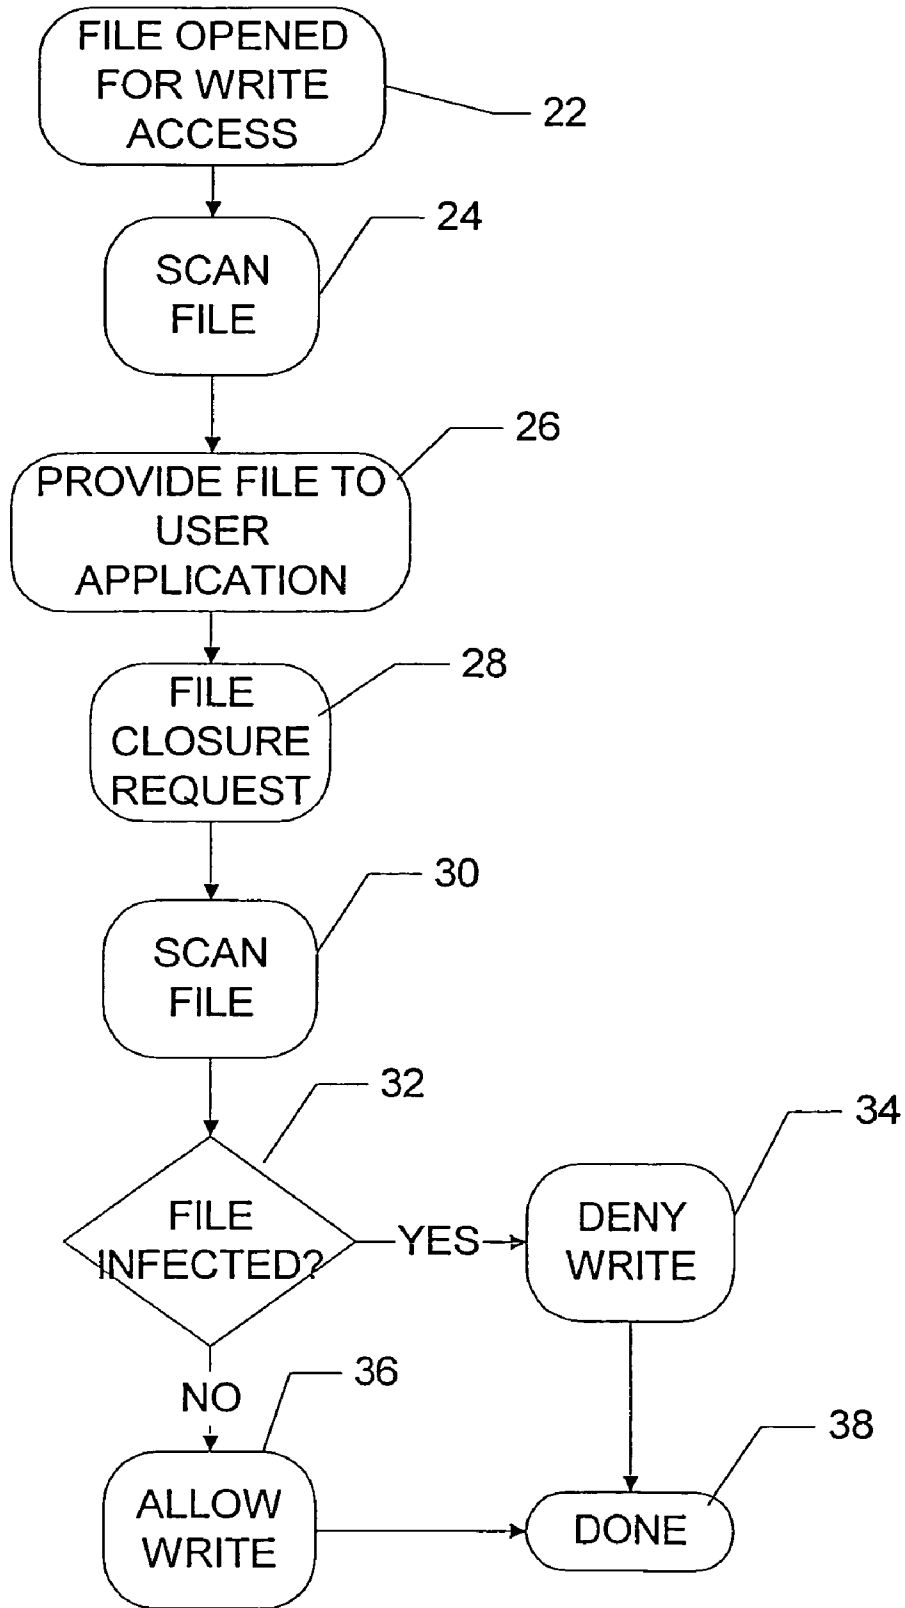 FILE OPENED
FOR WRITE
ACCESS
22
24
SCAN
FILE
26
PROVIDE FILE TO
USER
APPLICATION
28
FILE
CLOSURE
REQUEST
30
SCAN
FILE
32
34
FILE
INFECTED?
YES
DENY
WRITE
36
NO
38
ALLOW
WRITE
DONE